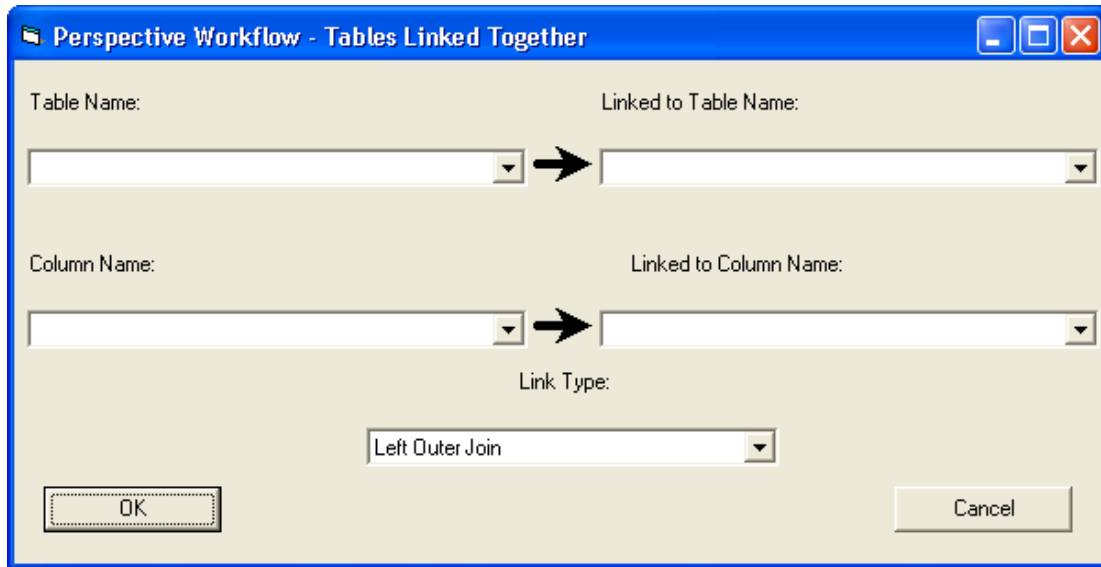 Perspective Workflow - Tables Linked Together
Table Name:
Linked to Table Name:
Column Name:
Linked to Column Name:
Link Type:
Left Outer Join
OK
Cancel